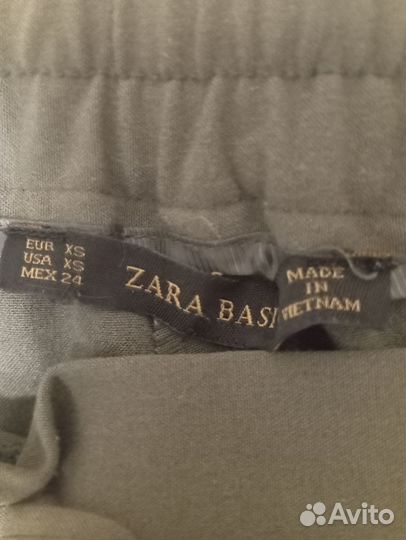 EUR XS
USA XS
MEX 24
ZARA BASI
MADE
IN
VIETNAM
Avito